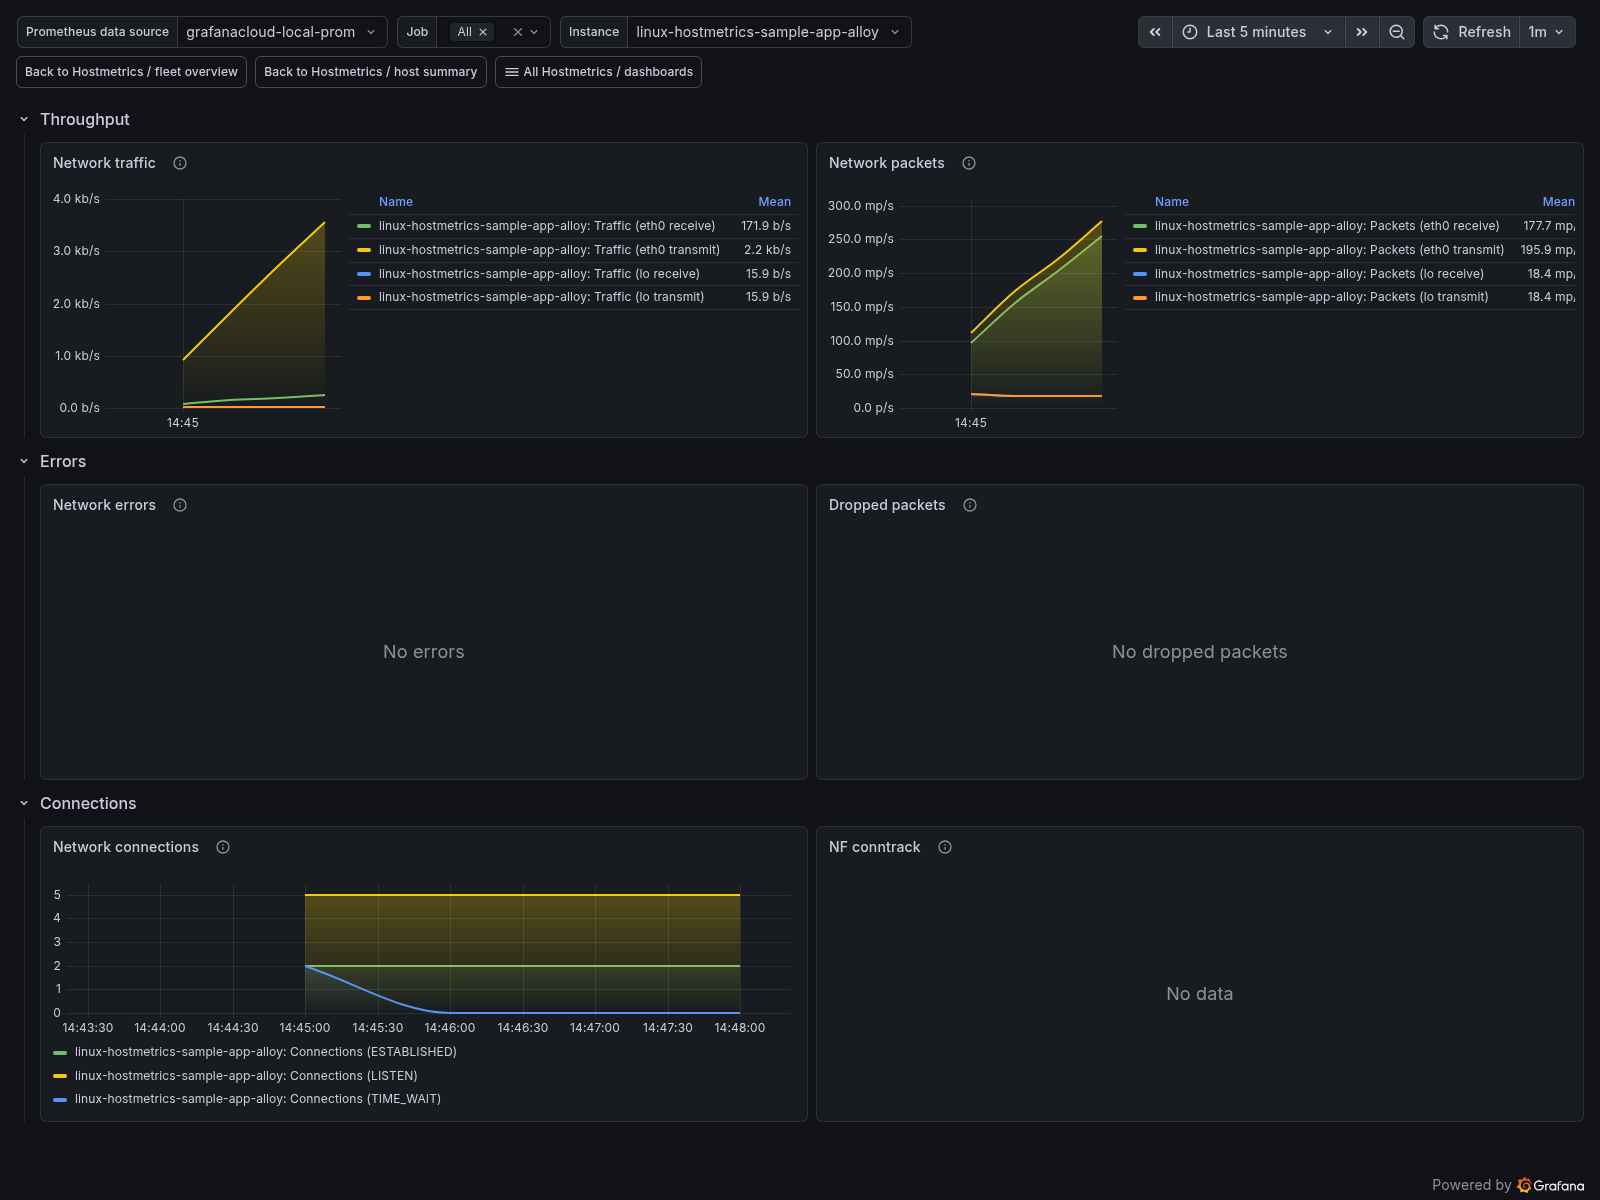 Prometheus data source grafanacloud-local-prom Job All Instance linux-hostmetrics-sample-app-alloy Last 5 minutes Refresh 1m
Back to Hostmetrics / fleet overview Back to Hostmetrics / host summary All Hostmetrics / dashboards
Throughput
Network traffic
4.0 kb/s
3.0 kb/s
2.0 kb/s
1.0 kb/s
0.0 b/s
14:45
Name Mean
linux-hostmetrics-sample-app-alloy: Traffic (eth0 receive) 171.9 b/s
linux-hostmetrics-sample-app-alloy: Traffic (eth0 transmit) 2.2 kb/s
linux-hostmetrics-sample-app-alloy: Traffic (lo receive) 15.9 b/s
linux-hostmetrics-sample-app-alloy: Traffic (lo transmit) 15.9 b/s
Network packets
300.0 mp/s
250.0 mp/s
200.0 mp/s
150.0 mp/s
100.0 mp/s
50.0 mp/s
0.0 p/s
14:45
Name Mean
linux-hostmetrics-sample-app-alloy: Packets (eth0 receive) 177.7 mp/
linux-hostmetrics-sample-app-alloy: Packets (eth0 transmit) 195.9 mp/
linux-hostmetrics-sample-app-alloy: Packets (lo receive) 18.4 mp/
linux-hostmetrics-sample-app-alloy: Packets (lo transmit) 18.4 mp/
Errors
Network errors
No errors
Dropped packets
No dropped packets
Connections
Network connections
5
4
3
2
1
0
14:43:30 14:44:00 14:44:30 14:45:00 14:45:30 14:46:00 14:46:30 14:47:00 14:47:30 14:48:00
linux-hostmetrics-sample-app-alloy: Connections (ESTABLISHED)
linux-hostmetrics-sample-app-alloy: Connections (LISTEN)
linux-hostmetrics-sample-app-alloy: Connections (TIME_WAIT)
NF conntrack
No data
Powered by Grafana